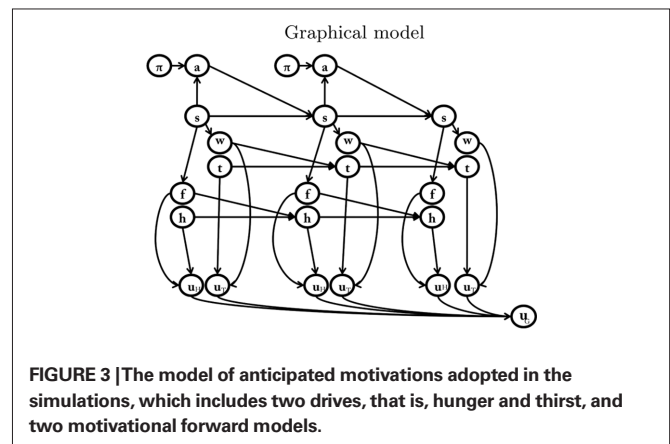 Graphical model
π a π a
s s s
w w w
t t t
f f f
h h h
uH uT uH uT uH uT
uG
FIGURE 3 | The model of anticipated motivations adopted in the
simulations, which includes two drives, that is, hunger and thirst, and
two motivational forward models.